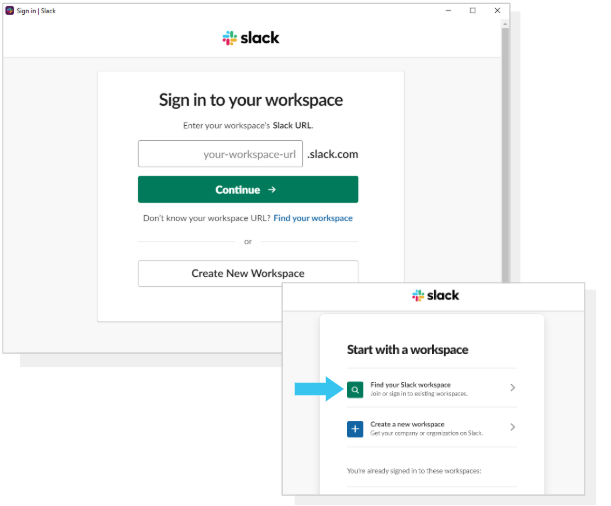 Sign in | Slack
slack
Sign in to your workspace
Enter your workspace's Slack URL.
your-workspace-url .slack.com
Continue →
Don't know your workspace URL? Find your workspace
or
Create New Workspace
slack
Start with a workspace
Find your Slack workspace
Join or sign in to existing workspaces.
Create a new workspace
Get your company or organization on Slack.
You're already signed in to these workspaces: